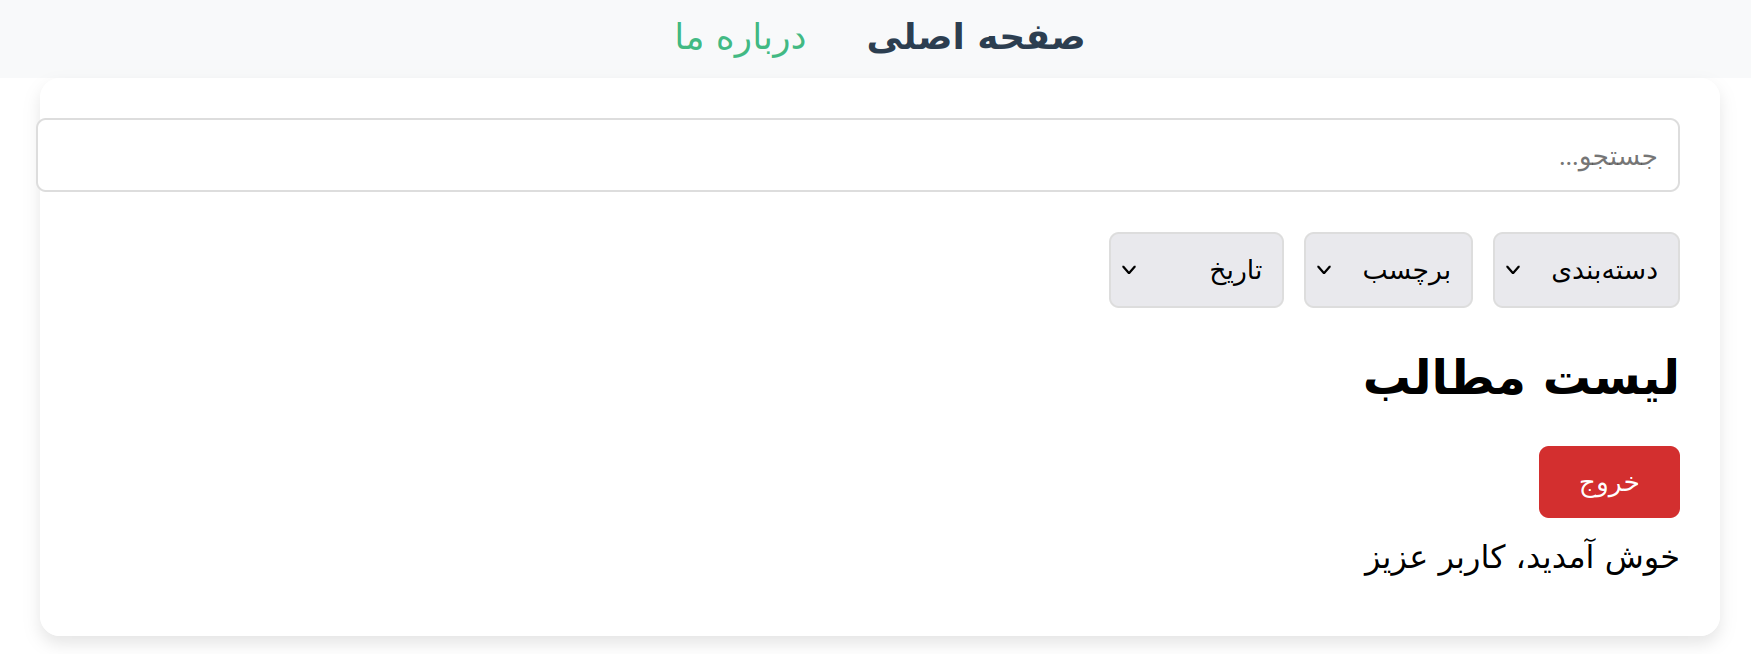 صفحه اصلی درباره ما
جستجو...
دسته‌بندی برچسب تاریخ
لیست مطالب
خروج
خوش آمدید، کاربر عزیز